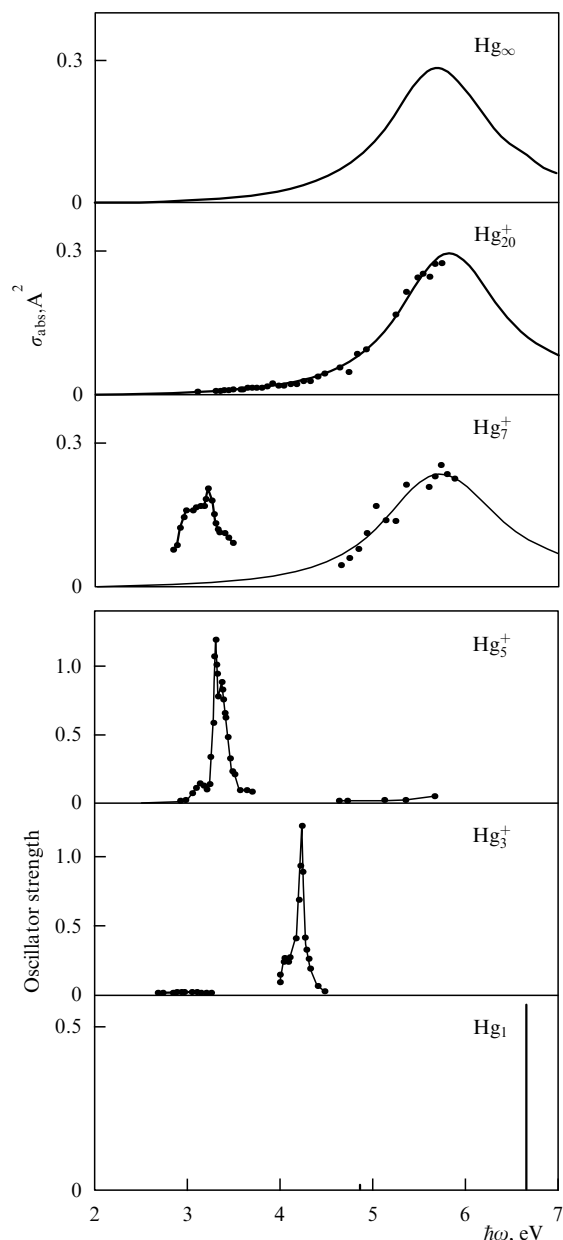 Hg∞
0.3
0
Hg₂₀⁺
0.3
σabs, A²
0
Hg₇⁺
0.3
0
Hg₅⁺
1.0
0.5
0
Hg₃⁺
1.0
0.5
0
Oscillator strength
Hg₁
0.5
0
2 3 4 5 6 7
ħω, eV